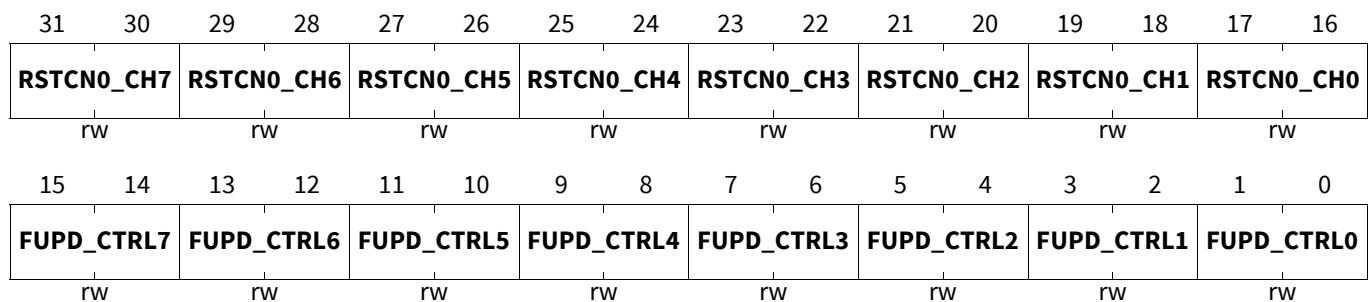 31 30 29 28 27 26 25 24 23 22 21 20 19 18 17 16
RSTCN0_CH7 RSTCN0_CH6 RSTCN0_CH5 RSTCN0_CH4 RSTCN0_CH3 RSTCN0_CH2 RSTCN0_CH1 RSTCN0_CH0
rw rw rw rw rw rw rw rw
15 14 13 12 11 10 9 8 7 6 5 4 3 2 1 0
FUPD_CTRL7 FUPD_CTRL6 FUPD_CTRL5 FUPD_CTRL4 FUPD_CTRL3 FUPD_CTRL2 FUPD_CTRL1 FUPD_CTRL0
rw rw rw rw rw rw rw rw